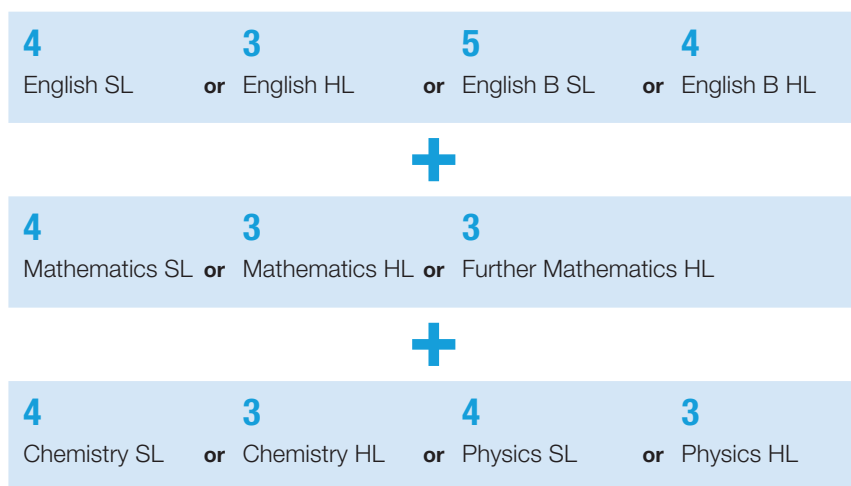 4 3 5 4
English SL or English HL or English B SL or English B HL
+
4 3 3
Mathematics SL or Mathematics HL or Further Mathematics HL
+
4 3 4 3
Chemistry SL or Chemistry HL or Physics SL or Physics HL